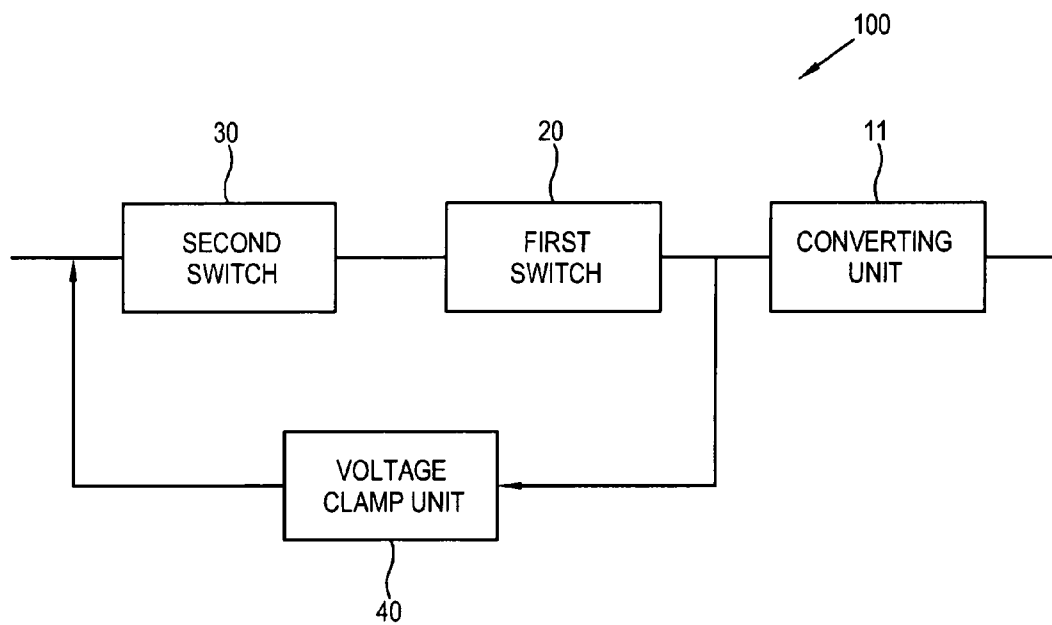 100
30
20
11
SECOND
SWITCH
FIRST
SWITCH
CONVERTING
UNIT
VOLTAGE
CLAMP UNIT
40